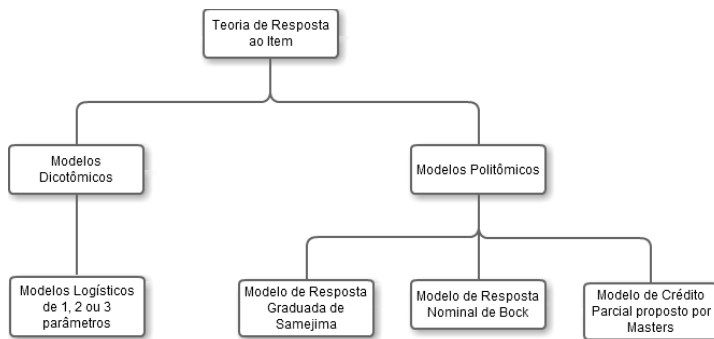 Teoria de Resposta
ao Item
Modelos
Dicotômicos
Modelos Politômicos
Modelos Logísticos
de 1, 2 ou 3
parâmetros
Modelo de Resposta
Graduada de
Samejima
Modelo de Resposta
Nominal de Bock
Modelo de Crédito
Parcial proposto por
Masters